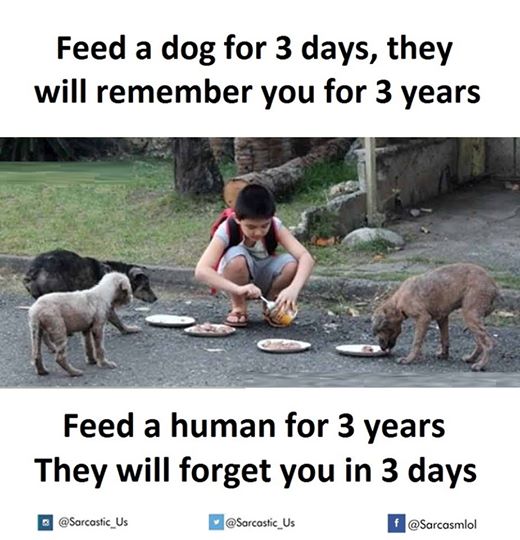 Feed a dog for 3 days, they
will remember you for 3 years
Feed a human for 3 years
They will forget you in 3 days
@Sarcastic_Us
@Sarcastic_Us
@Sarcasmlol